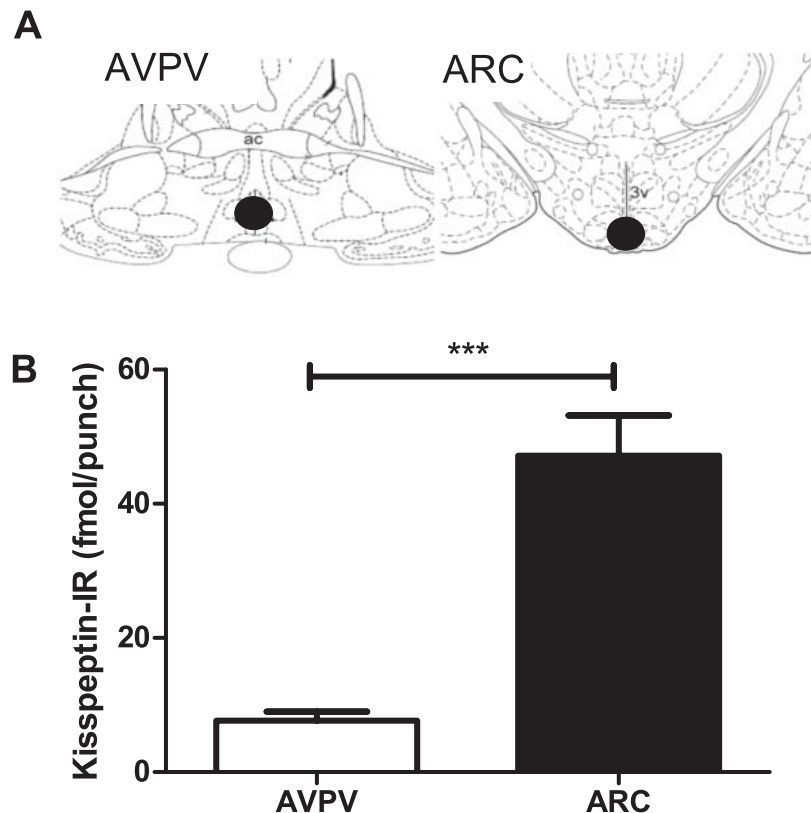 A
AVPV
ARC
ac
3v
B
***
Kisspeptin-IR (fmol/punch)
60
40
20
0
AVPV
ARC